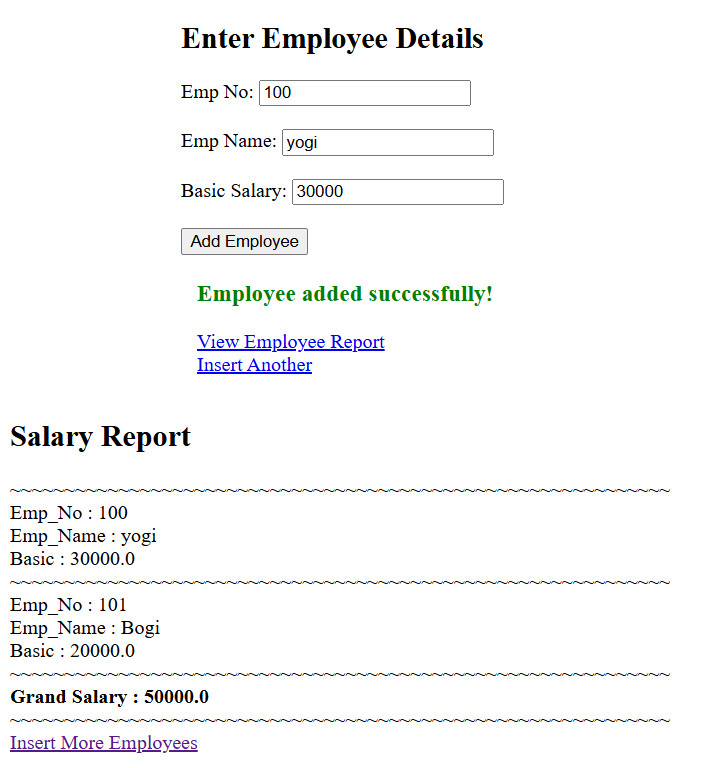 Enter Employee Details
Emp No: 100
Emp Name: yogi
Basic Salary: 30000
Add Employee
Employee added successfully!
View Employee Report
Insert Another
Salary Report
~~~~~~~~~~~~~~~~~~~~~~~~~~~~~~~~~~~~~~~~~~~~~~~~~~~~~~~~~~~~
Emp_No : 100
Emp_Name : yogi
Basic : 30000.0
~~~~~~~~~~~~~~~~~~~~~~~~~~~~~~~~~~~~~~~~~~~~~~~~~~~~~~~~~~~~
Emp_No : 101
Emp_Name : Bogi
Basic : 20000.0
~~~~~~~~~~~~~~~~~~~~~~~~~~~~~~~~~~~~~~~~~~~~~~~~~~~~~~~~~~~~
Grand Salary : 50000.0
~~~~~~~~~~~~~~~~~~~~~~~~~~~~~~~~~~~~~~~~~~~~~~~~~~~~~~~~~~~~
Insert More Employees